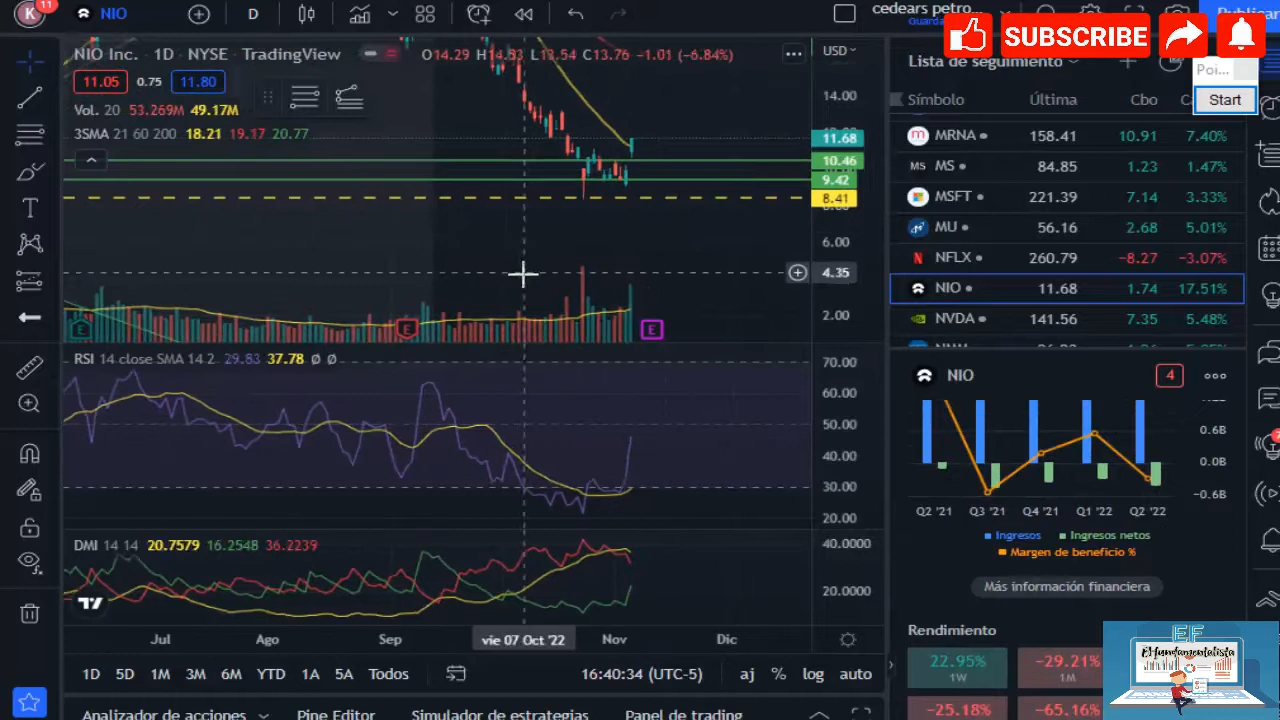 K
11
NIO
D
cedears petro...
Guarda
Publicar
SUBSCRIBE
NIO Inc. • 1D • NYSE • TradingView
O14.29 H14.53 L13.54 C13.76 −1.01 (−6.84%)
USD
11.05 0.75 11.80
Vol. 20 53.269M 49.17M
3SMA 21 60 200 18.21 19.17 20.77
14.00
11.68
10.46
9.42
8.41
6.00
4.35
2.00
E
E
E
RSI 14 close SMA 14 2 29.83 37.78 Ø Ø
70.00
60.00
50.00
40.00
30.00
20.00
DMI 14 14 20.7579 16.2548 36.2239
40.0000
20.0000
Jul Ago Sep vie 07 Oct '22 Nov Dic
1D 5D 1M 3M 6M YTD 1A 5A Todos
16:40:34 (UTC-5)
aj % log auto
Pine Editor
Panel de trading
Lista de seguimiento
Poi...
Start
Símbolo Última Cbo
MRNA 158.41 10.91 7.40%
MS MS 84.85 1.23 1.47%
MSFT 221.39 7.14 3.33%
MU 56.16 2.68 5.01%
NFLX 260.79 −8.27 −3.07%
NIO 11.68 1.74 17.51%
NVDA 141.56 7.35 5.48%
NIO
4
0.6B
0.0B
−0.6B
Q2 '21 Q3 '21 Q4 '21 Q1 '22 Q2 '22
Ingresos Ingresos netos
Margen de beneficio %
Más información financiera
Rendimiento
22.95%
1W
−29.21%
1M
−25.18%
−65.16%
EF
ElFundamentalista